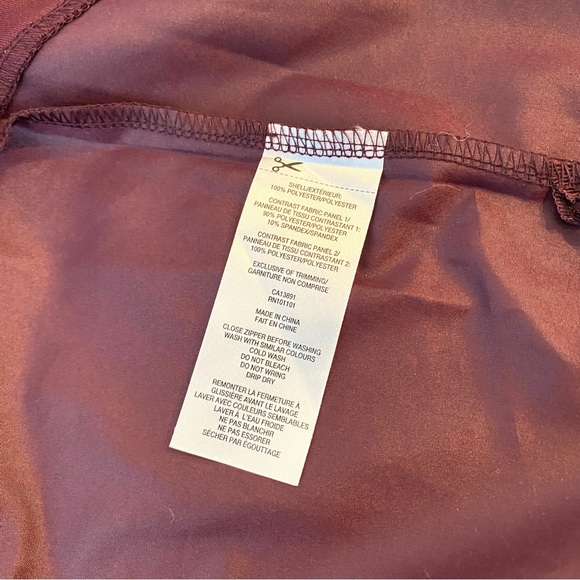 SHELL/EXTÉRIEUR:
100% POLYESTER/POLYESTER
CONTRAST FABRIC PANEL 1/
PANNEAU DE TISSU CONTRASTANT 1:
90% POLYESTER/POLYESTER
10% SPANDEX/SPANDEX
CONTRAST FABRIC PANEL 2/
PANNEAU DE TISSU CONTRASTANT 2:
100% POLYESTER/POLYESTER
EXCLUSIVE OF TRIMMING/
GARNITURE NON COMPRISE
CA13891
RN101101
MADE IN CHINA
FAIT EN CHINE
CLOSE ZIPPER BEFORE WASHING
WASH WITH SIMILAR COLOURS
COLD WASH
DO NOT BLEACH
DO NOT WRING
DRIP DRY
REMONTER LA FERMETURE À
GLISSIÈRE AVANT LE LAVAGE
LAVER AVEC COULEURS SEMBLABLES
LAVER À L'EAU FROIDE
NE PAS BLANCHIR
NE PAS ESSORER
SÉCHER PAR ÉGOUTTAGE